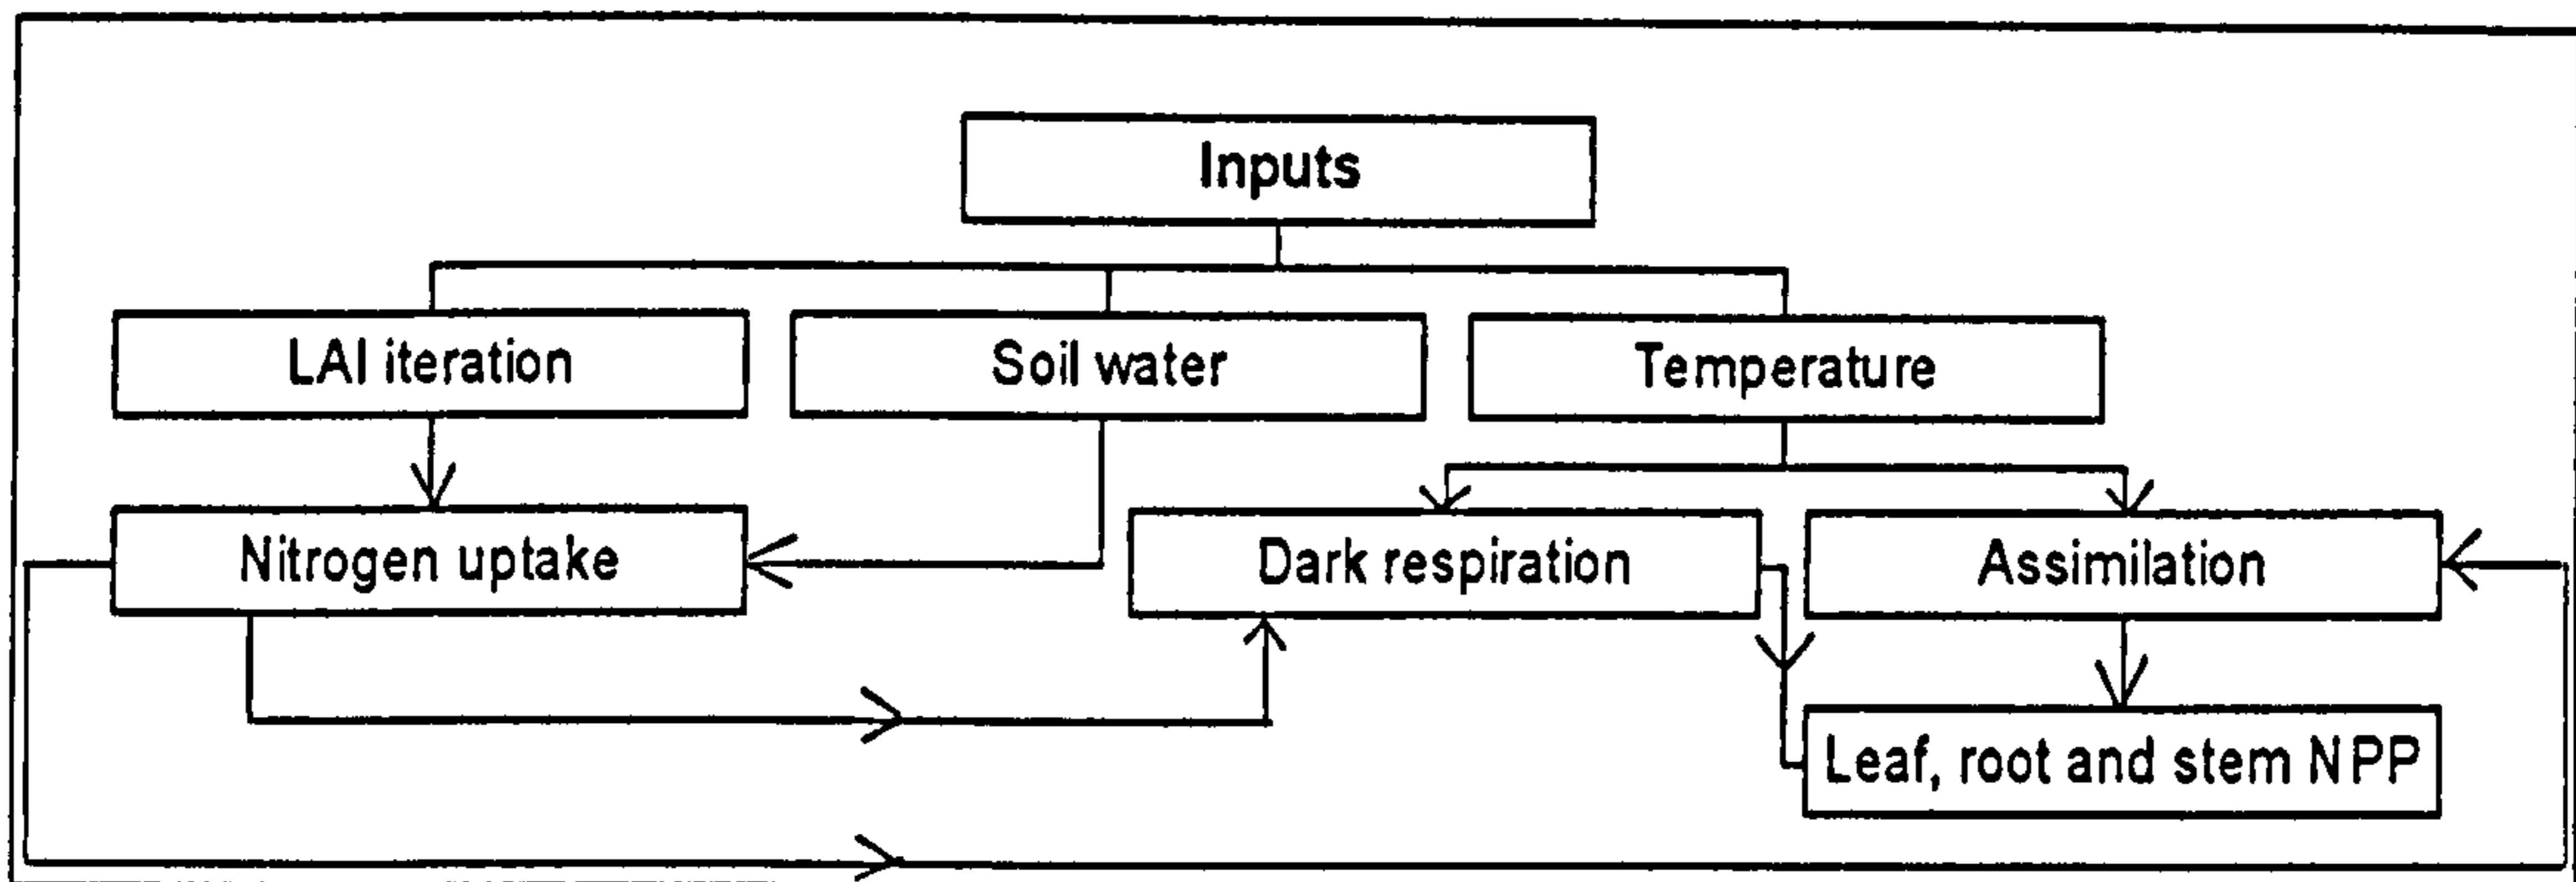 Inputs
LAI iteration
Soil water
Temperature
Nitrogen uptake
Dark respiration
Assimilation
Leaf, root and stem NPP